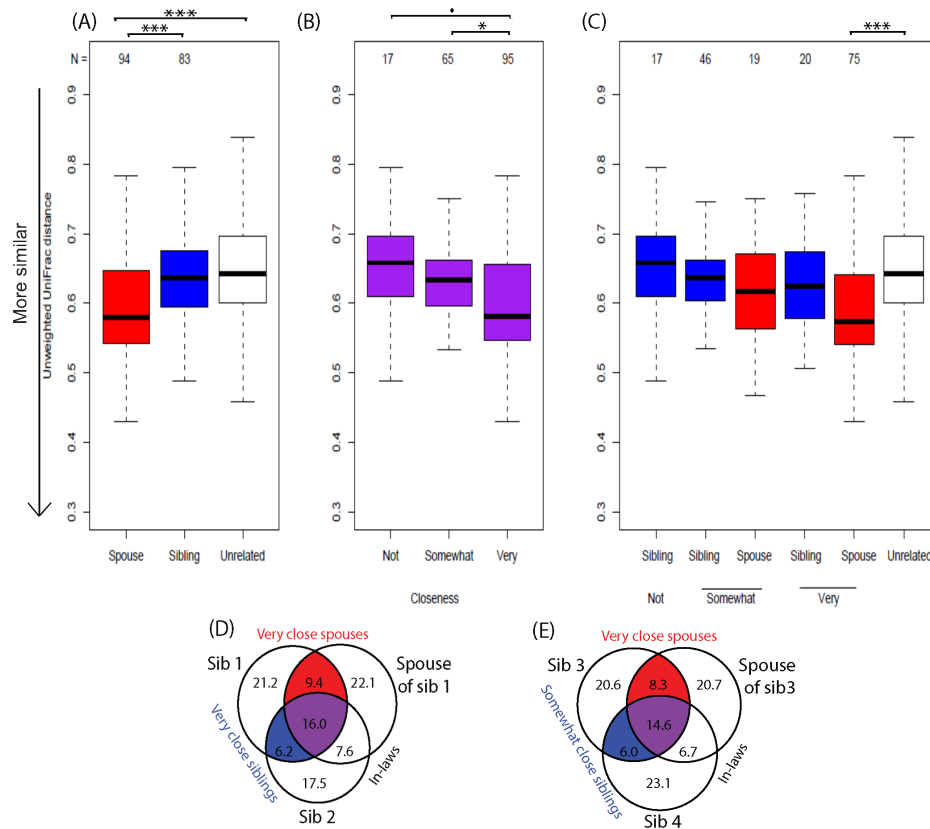 (A) *** ***
(B) • *
(C) ***
N = 94 83
17 65 95
17 46 19 20 75
More similar
Unweighted UniFrac distance
0.9 0.8 0.7 0.6 0.5 0.4 0.3
Spouse Sibling Unrelated
0.9 0.8 0.7 0.6 0.5 0.4 0.3
Not Somewhat Very
Closeness
0.9 0.8 0.7 0.6 0.5 0.4 0.3
Sibling Sibling Spouse Sibling Spouse Unrelated
Not Somewhat Very
(D)
Very close spouses
Sib 1
Spouse
of sib 1
21.2 9.4 22.1
16.0
6.2 7.6
17.5
Very close siblings
In-laws
Sib 2
(E)
Very close spouses
Sib 3
Spouse
of sib3
20.6 8.3 20.7
14.6
6.0 6.7
23.1
Somewhat close siblings
In-laws
Sib 4